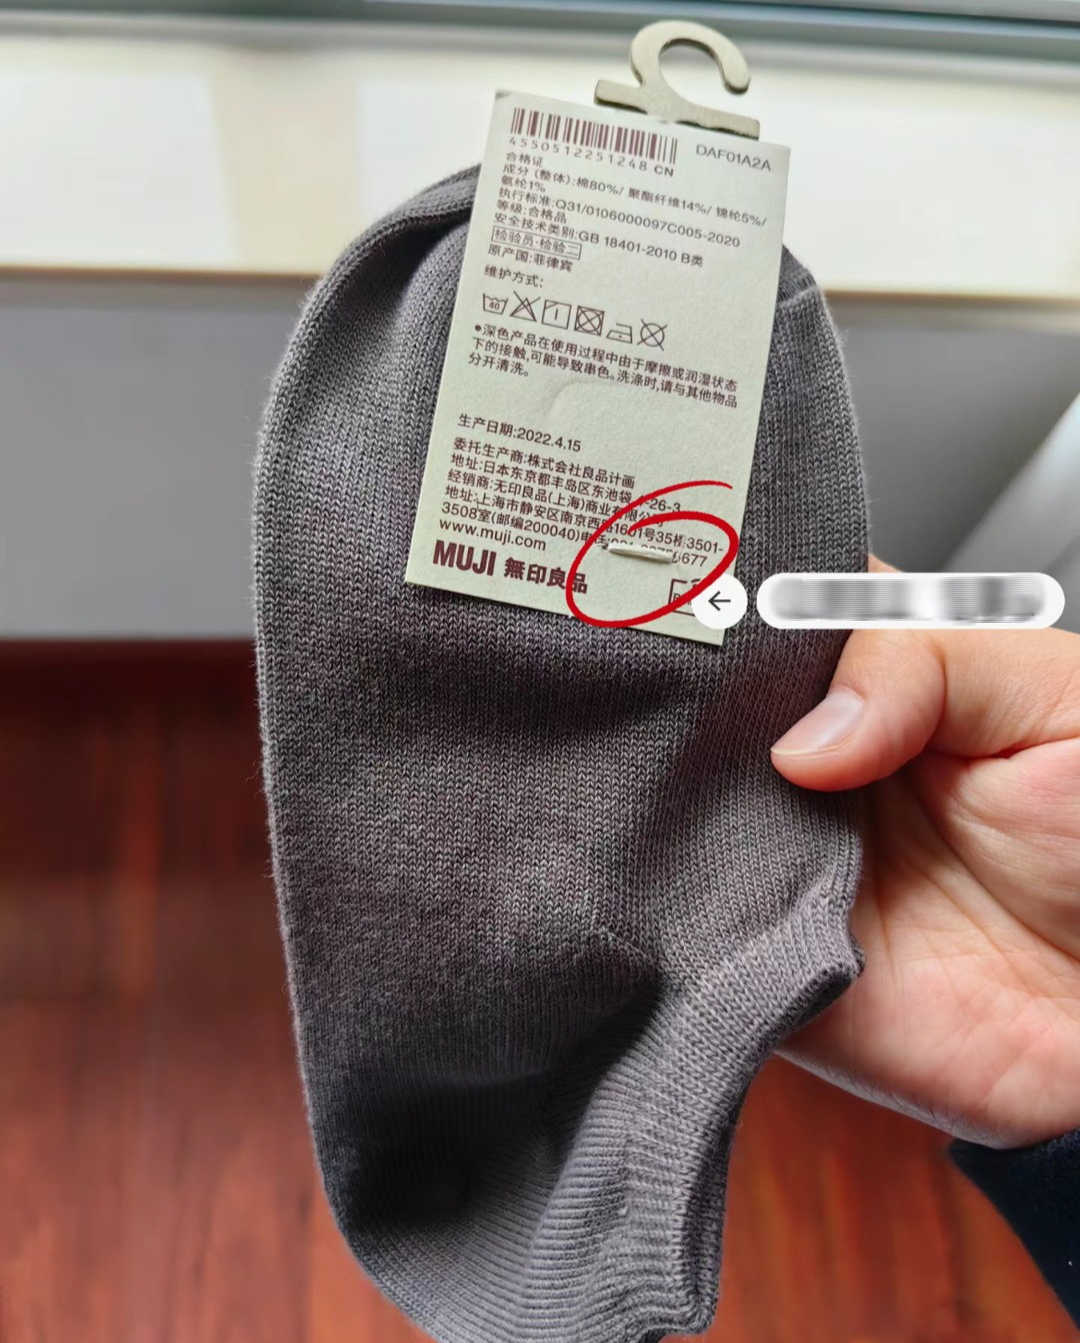 4550512251248 CN
DAF01A2A
合格证
成分 (整体):棉80%/ 聚酯纤维14%/ 锦纶5%/
氨纶1%
执行标准:Q31/0106000097C005-2020
等级:合格品
安全技术类别:GB 18401-2010 B类
检验员·检验二
原产国:菲律宾
维护方式:
40
●深色产品在使用过程中由于摩擦或润湿状态
下的接触,可能导致串色。洗涤时,请与其他物品
分开清洗。
生产日期:2022.4.15
委托生产商:株式会社良品计画
地址:日本东京都丰岛区东池袋 -26-3
经销商:无印良品(上海)商业有限公司
地址:上海市静安区南京西路1601号35楼3501-
3508室(邮编200040)电话: 677
www.muji.com
MUJI 無印良品